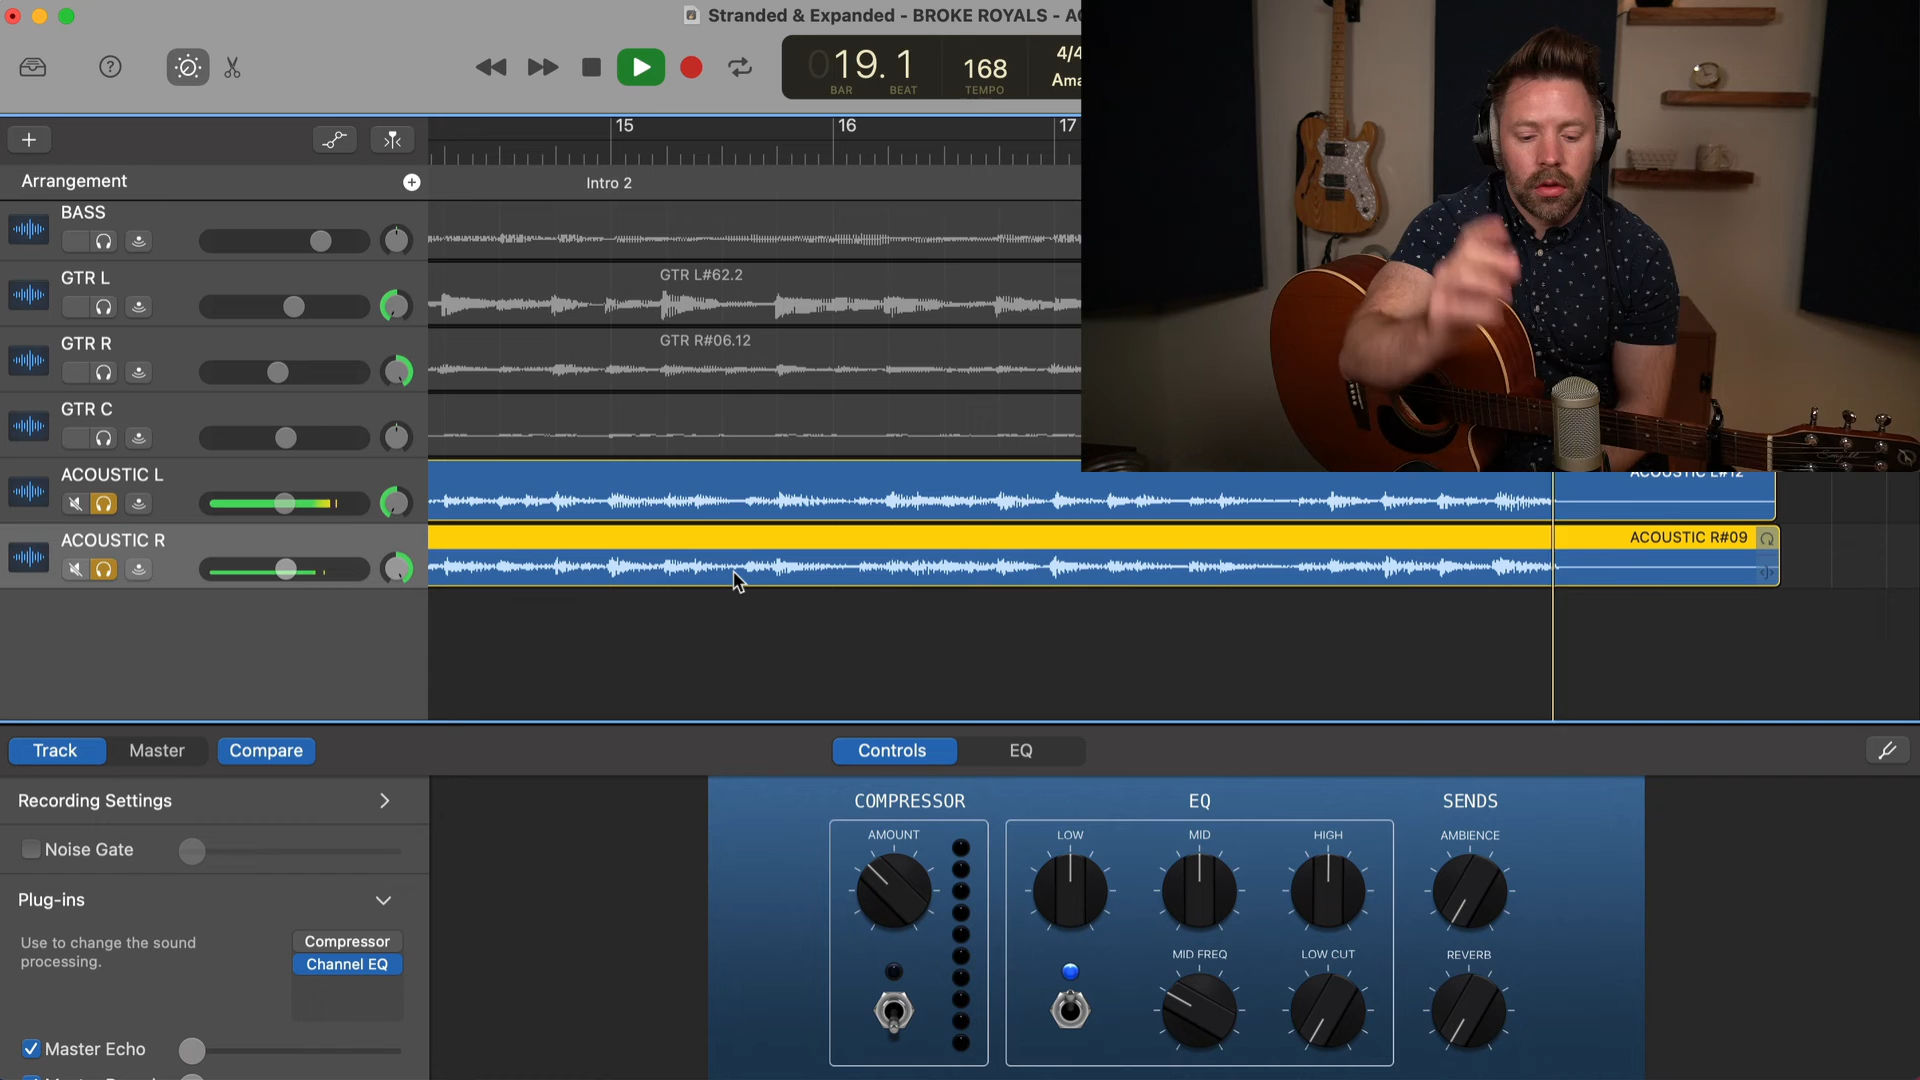 Stranded & Expanded - BROKE ROYALS - AC
19. 1
BAR
BEAT
168
TEMPO
4/4
Ama
15
16
17
Arrangement
Intro 2
BASS
GTR L
GTR L#62.2
GTR R
GTR R#06.12
GTR C
ACOUSTIC L
ACOUSTIC L#12
ACOUSTIC R
ACOUSTIC R#09
Track
Master
Compare
Controls
EQ
Recording Settings
Noise Gate
Plug-ins
Use to change the sound
processing.
Compressor
Channel EQ
Master Echo
COMPRESSOR
AMOUNT
EQ
LOW
MID
HIGH
MID FREQ
LOW CUT
SENDS
AMBIENCE
REVERB